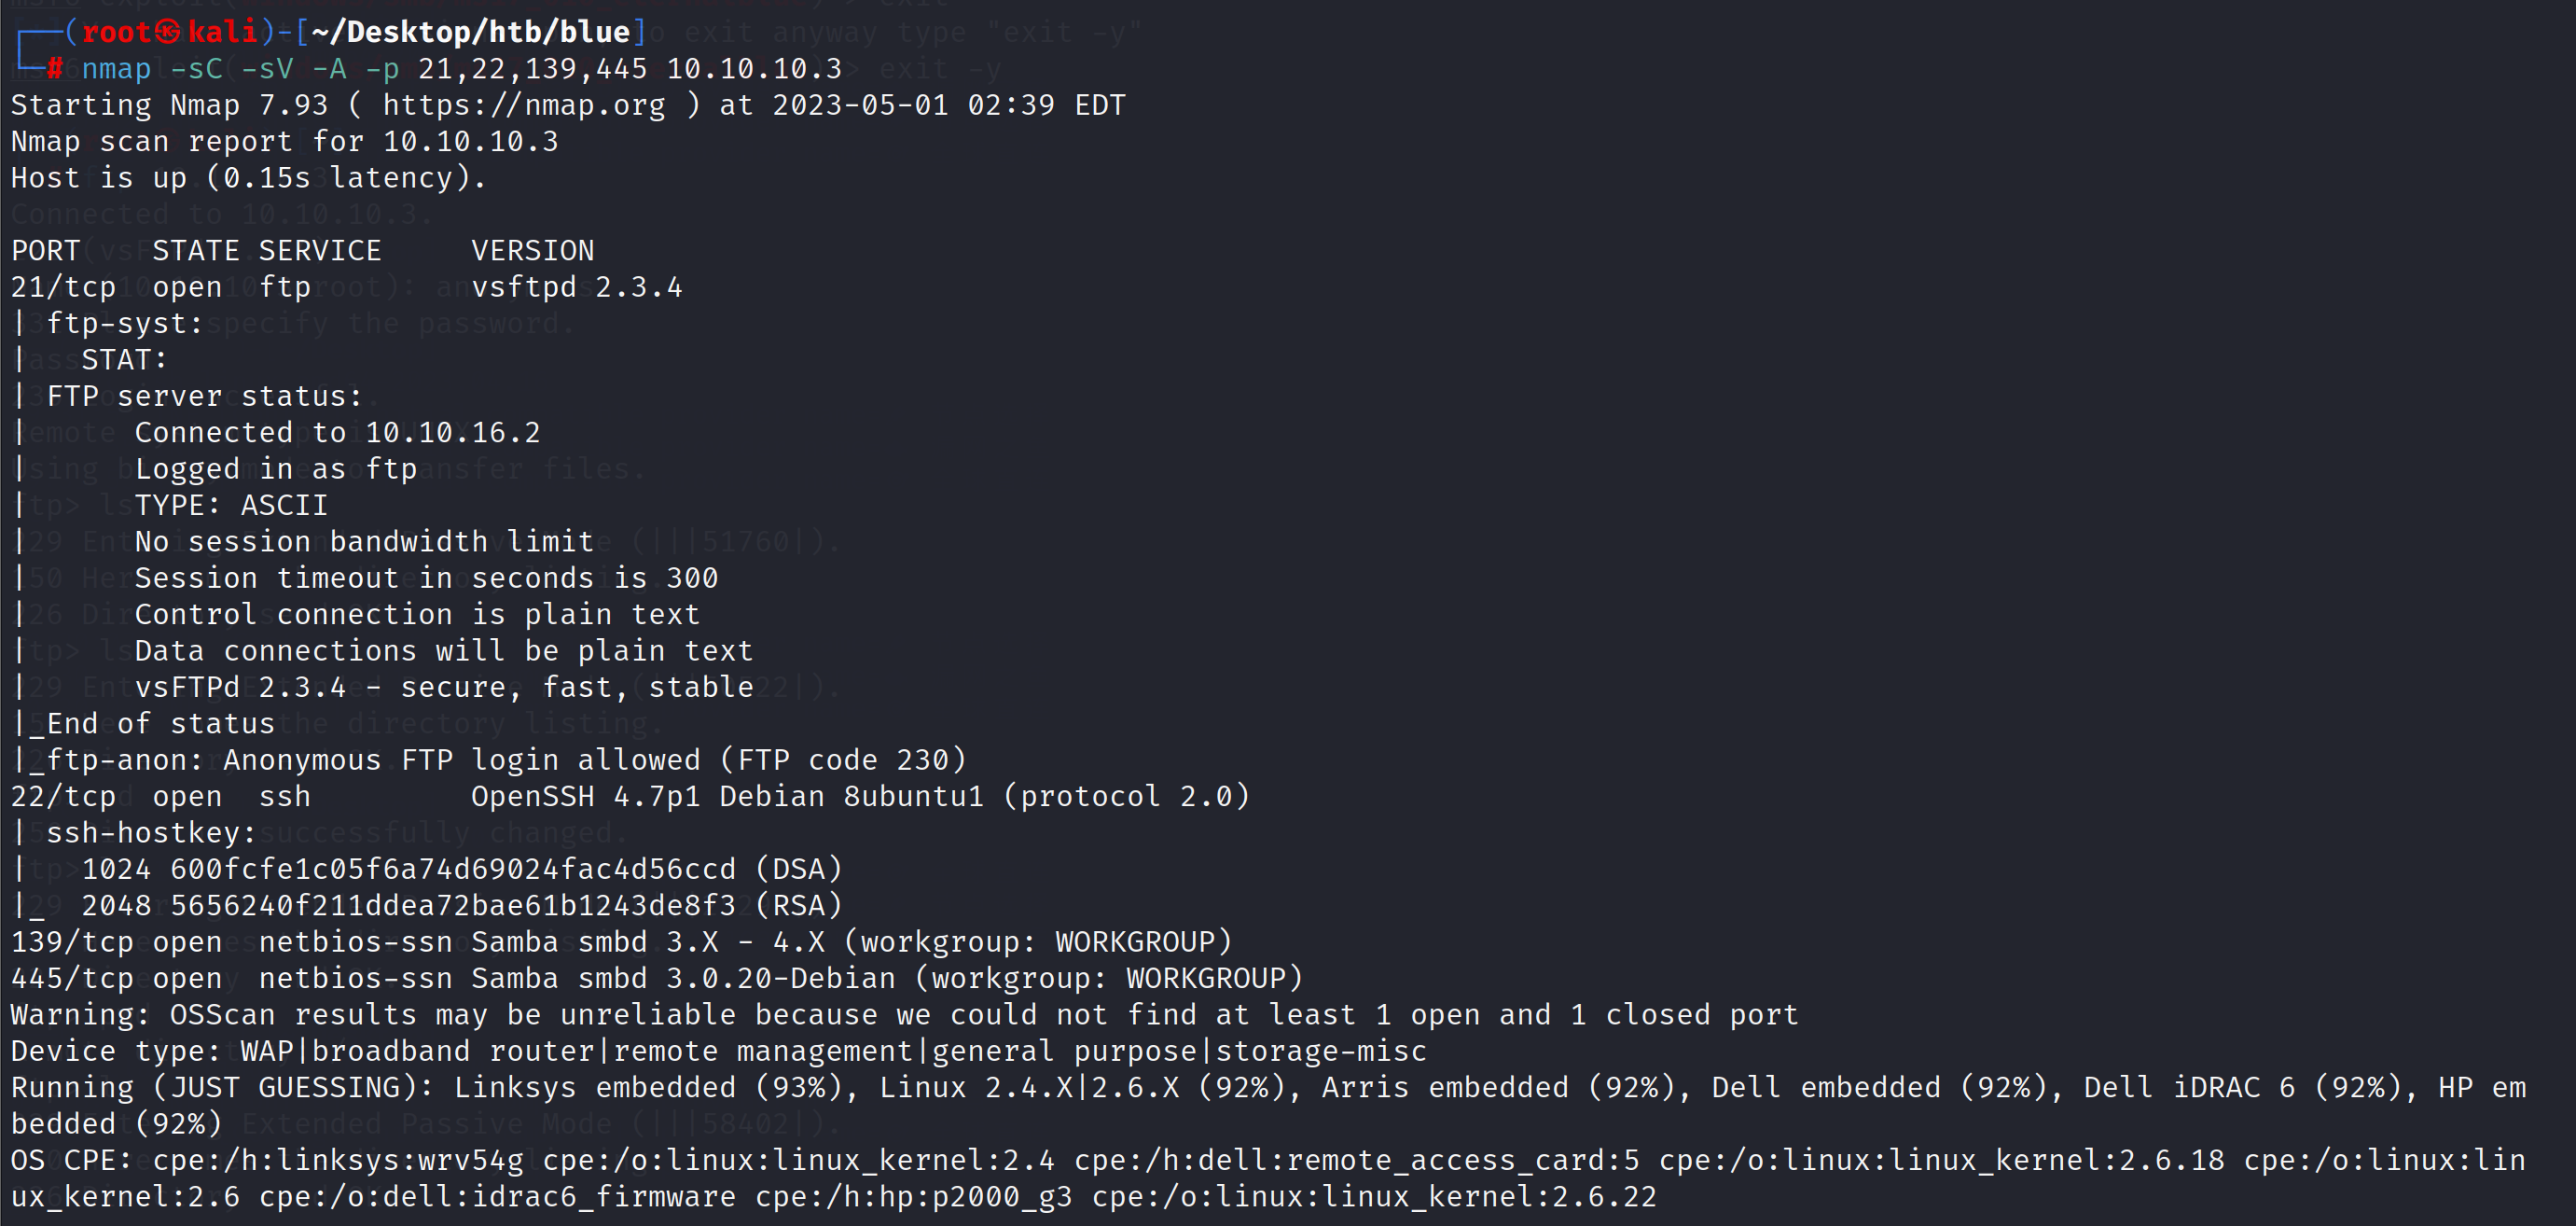 ┌──(root㉿kali)-[~/Desktop/htb/blue]
└─# nmap -sC -sV -A -p 21,22,139,445 10.10.10.3
Starting Nmap 7.93 ( https://nmap.org ) at 2023-05-01 02:39 EDT
Nmap scan report for 10.10.10.3
Host is up (0.15s latency).
PORT    STATE SERVICE     VERSION
21/tcp  open  ftp         vsftpd 2.3.4
| ftp-syst:
|   STAT:
| FTP server status:
|      Connected to 10.10.16.2
|      Logged in as ftp
|      TYPE: ASCII
|      No session bandwidth limit
|      Session timeout in seconds is 300
|      Control connection is plain text
|      Data connections will be plain text
|      vsFTPd 2.3.4 - secure, fast, stable
|_End of status
|_ftp-anon: Anonymous FTP login allowed (FTP code 230)
22/tcp  open  ssh         OpenSSH 4.7p1 Debian 8ubuntu1 (protocol 2.0)
| ssh-hostkey:
|   1024 600fcfe1c05f6a74d69024fac4d56ccd (DSA)
|_  2048 5656240f211ddea72bae61b1243de8f3 (RSA)
139/tcp open  netbios-ssn Samba smbd 3.X - 4.X (workgroup: WORKGROUP)
445/tcp open  netbios-ssn Samba smbd 3.0.20-Debian (workgroup: WORKGROUP)
Warning: OSScan results may be unreliable because we could not find at least 1 open and 1 closed port
Device type: WAP|broadband router|remote management|general purpose|storage-misc
Running (JUST GUESSING): Linksys embedded (93%), Linux 2.4.X|2.6.X (92%), Arris embedded (92%), Dell embedded (92%), Dell iDRAC 6 (92%), HP em
bedded (92%)
OS CPE: cpe:/h:linksys:wrv54g cpe:/o:linux:linux_kernel:2.4 cpe:/h:dell:remote_access_card:5 cpe:/o:linux:linux_kernel:2.6.18 cpe:/o:linux:lin
ux_kernel:2.6 cpe:/o:dell:idrac6_firmware cpe:/h:hp:p2000_g3 cpe:/o:linux:linux_kernel:2.6.22